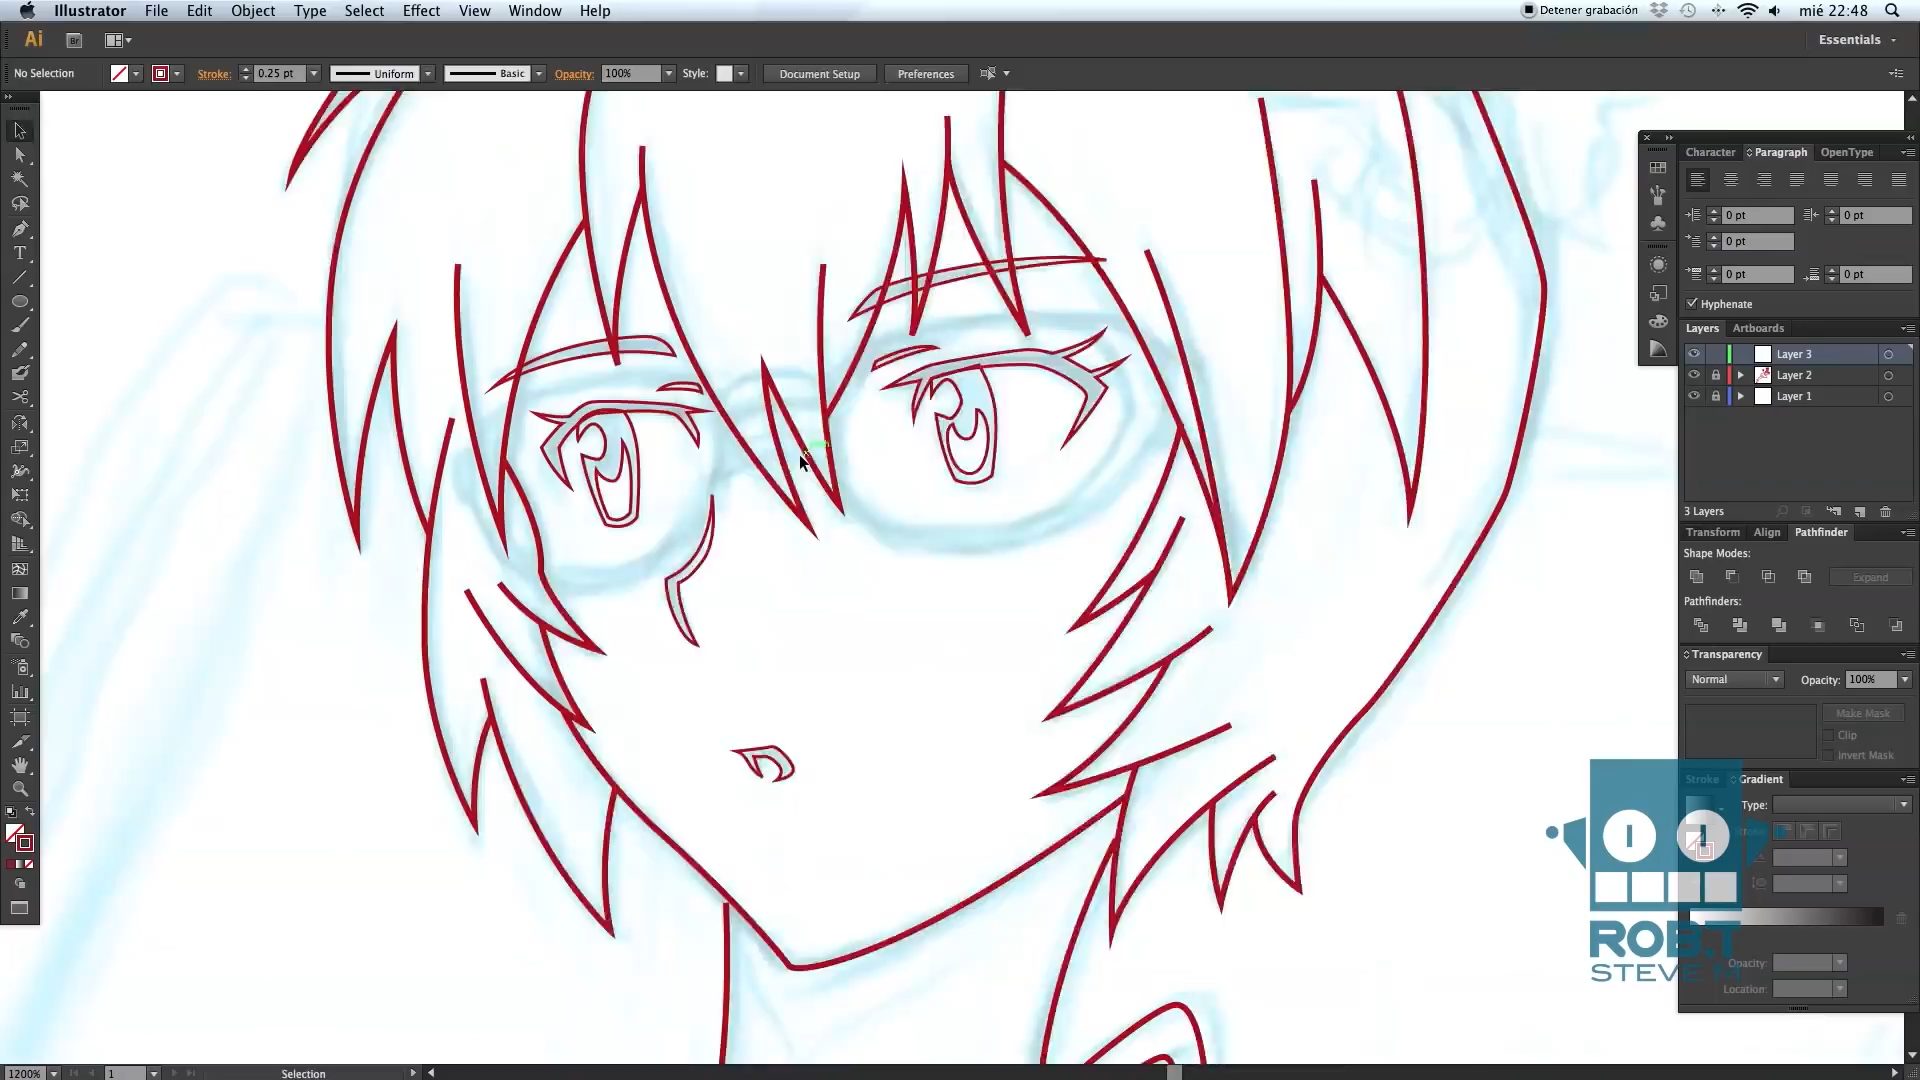 Illustrator File Edit Object Type Select Effect View Window Help Detener grabación mié 22:48
Ai Br Essentials
No Selection Stroke: 0.25 pt Uniform Basic Opacity: 100% Style: Document Setup Preferences
Character Paragraph OpenType
0 pt 0 pt
0 pt
0 pt 0 pt
Hyphenate
Layers Artboards
Layer 3
Layer 2
Layer 1
3 Layers
Transform Align Pathfinder
Shape Modes:
Expand
Pathfinders:
Transparency
Normal Opacity: 100%
Make Mask
Clip
Invert Mask
Stroke Gradient
Type:
ROB.T
STEVE M
Opacity:
Location:
1200% 1 Selection